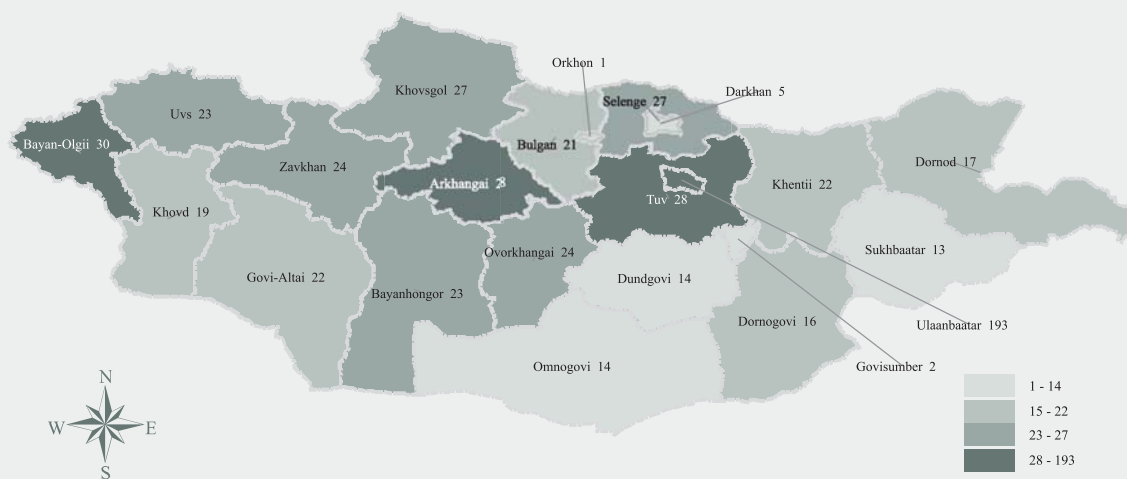 Orkhon 1
Khovsgol 27
Darkhan 5
Selenge 27
Uvs 23
Bayan-Olgii 30
Bulgan 21
Dornod 17
Zavkhan 24
Arkhangai 28
Khentii 22
Tuv 28
Khovd 19
Ovorkhangai 24
Sukhbaatar 13
Govi-Altai 22
Dundgovi 14
Bayanhongor 23
Dornogovi 16
Ulaanbaatar 193
Omnogovi 14
Govisumber 2
N
W E
S
1 - 14
15 - 22
23 - 27
28 - 193